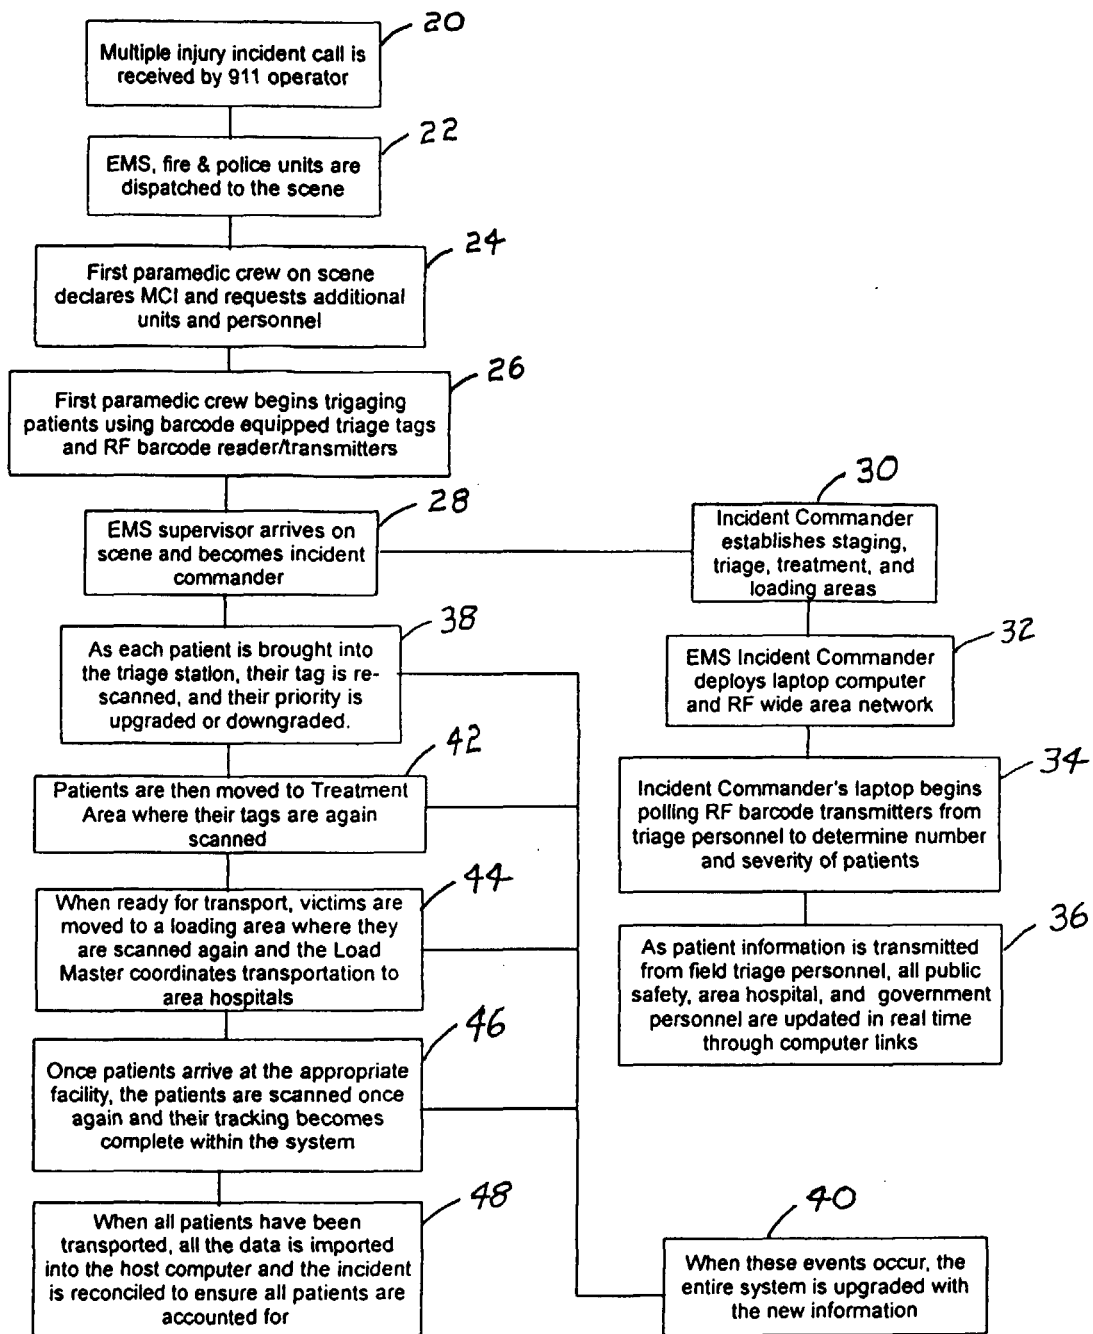 20
Multiple injury incident call is
received by 911 operator
22
EMS, fire & police units are
dispatched to the scene
24
First paramedic crew on scene
declares MCI and requests additional
units and personnel
26
First paramedic crew begins trigaging
patients using barcode equipped triage tags
and RF barcode reader/transmitters
28
EMS supervisor arrives on
scene and becomes incident
commander
30
Incident Commander
establishes staging,
triage, treatment, and
loading areas
32
EMS Incident Commander
deploys laptop computer
and RF wide area network
34
Incident Commander's laptop begins
polling RF barcode transmitters from
triage personnel to determine number
and severity of patients
36
As patient information is transmitted
from field triage personnel, all public
safety, area hospital, and government
personnel are updated in real time
through computer links
38
As each patient is brought into
the triage station, their tag is re-
scanned, and their priority is
upgraded or downgraded.
42
Patients are then moved to Treatment
Area where their tags are again
scanned
44
When ready for transport, victims are
moved to a loading area where they
are scanned again and the Load
Master coordinates transportation to
area hospitals
46
Once patients arrive at the appropriate
facility, the patients are scanned once
again and their tracking becomes
complete within the system
48
When all patients have been
transported, all the data is imported
into the host computer and the incident
is reconciled to ensure all patients are
accounted for
40
When these events occur, the
entire system is upgraded with
the new information